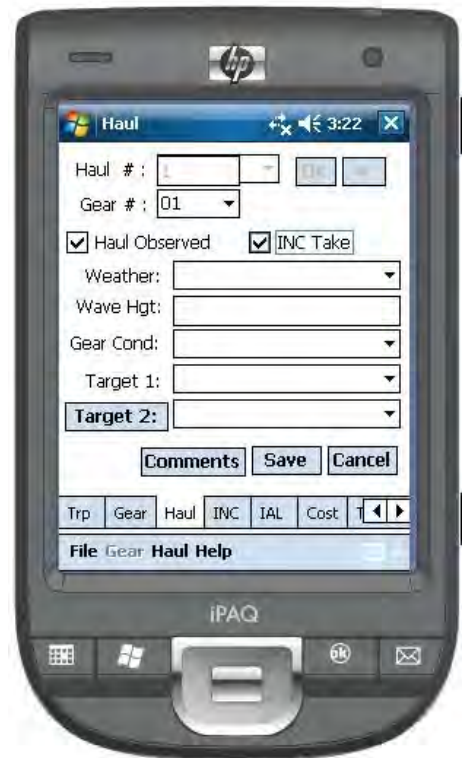 hp
Haul 3:22 X
Haul # : 1
Gear # : 01
Haul Observed INC Take
Weather:
Wave Hgt:
Gear Cond:
Target 1:
Target 2:
Comments Save Cancel
Trp Gear Haul INC IAL Cost T
File Gear Haul Help
iPAQ
ok